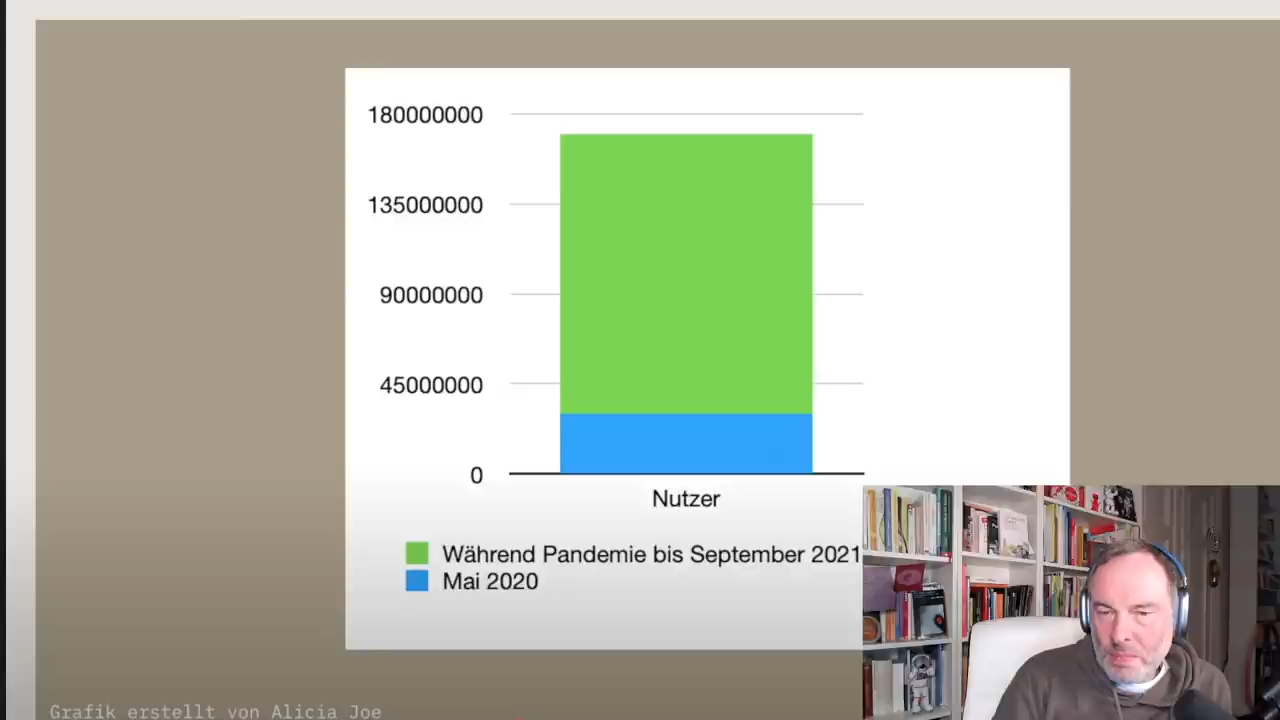 180000000
135000000
90000000
45000000
0
Nutzer
Während Pandemie bis September 2021
Mai 2020
Grafik erstellt von Alicia Joe